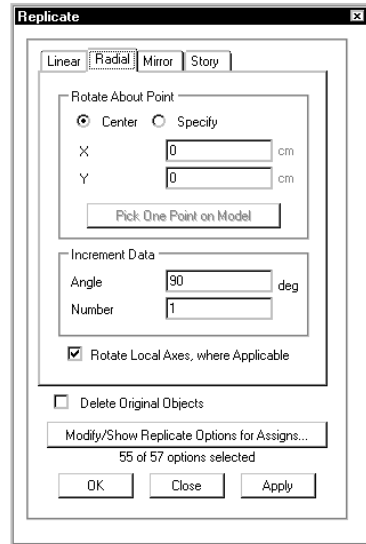 Replicate
Linear Radial Mirror Story
Rotate About Point
Center Specify
X 0 cm
Y 0 cm
Pick One Point on Model
Increment Data
Angle 90 deg
Number 1
Rotate Local Axes, where Applicable
Delete Original Objects
Modify/Show Replicate Options for Assigns...
55 of 57 options selected
OK Close Apply